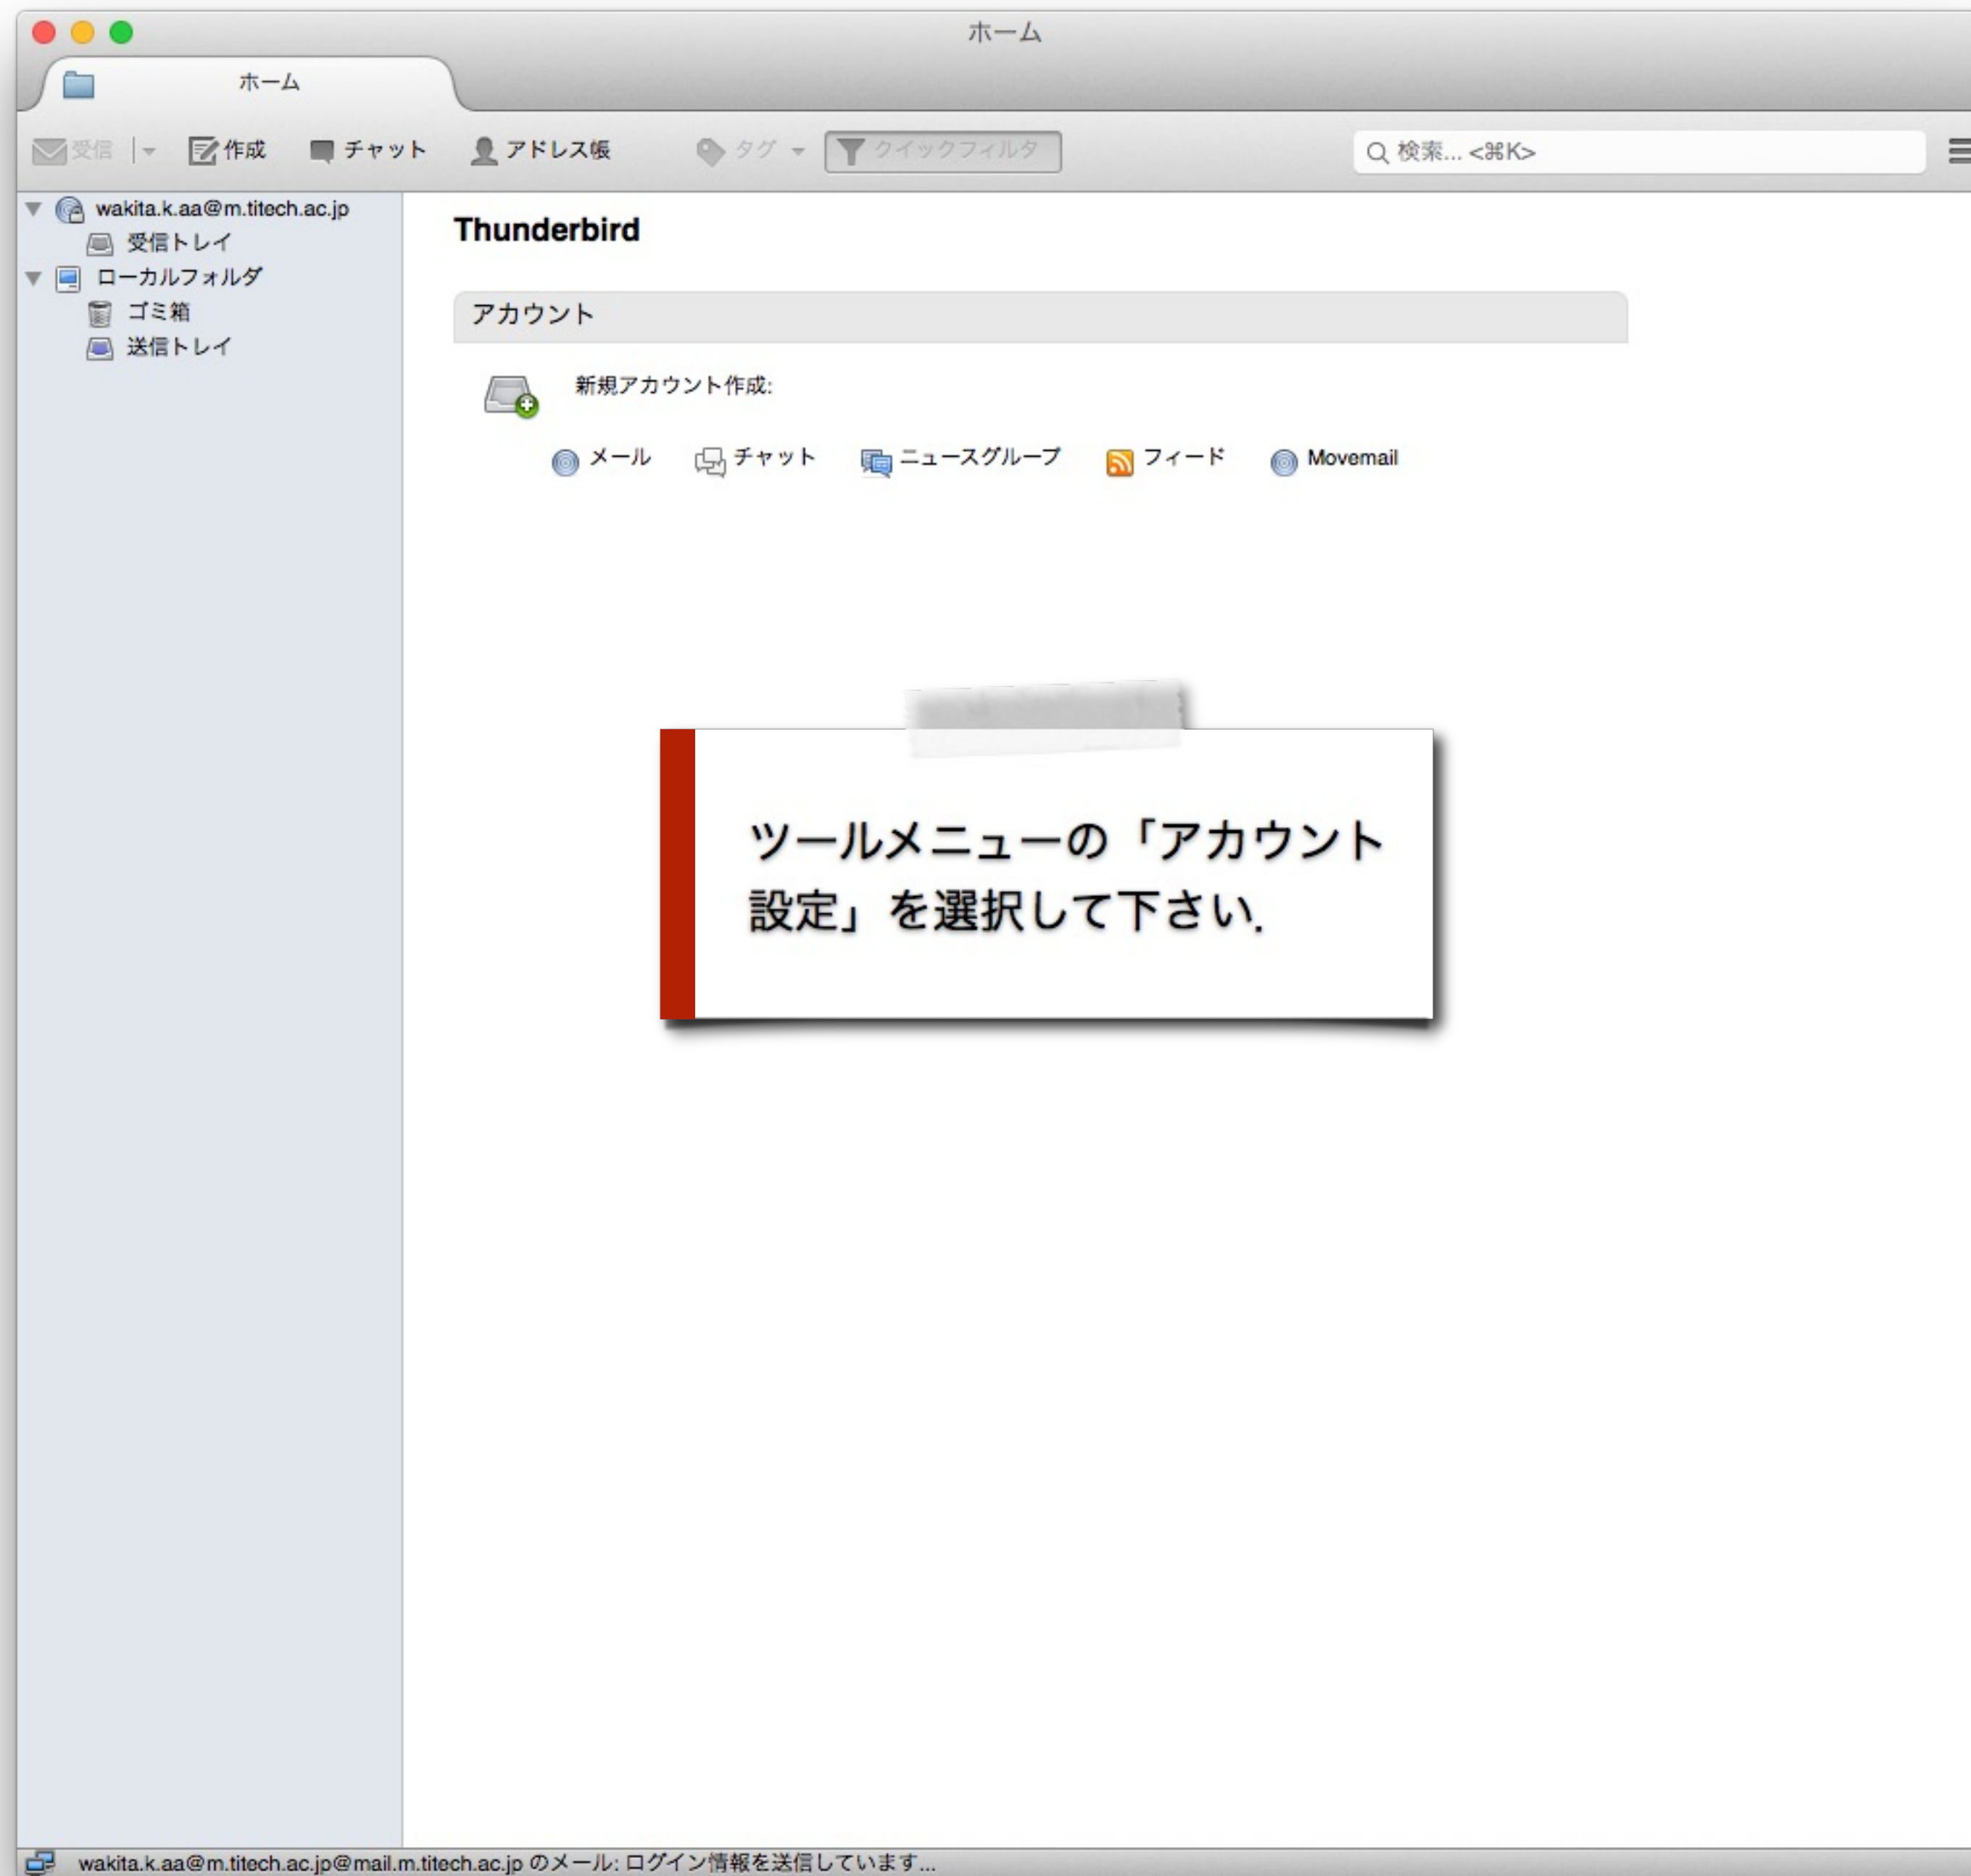 ホーム
ホーム
受信 作成 チャット アドレス帳 タグ クイックフィルタ 検索... <⌘K>
wakita.k.aa@m.titech.ac.jp
受信トレイ
ローカルフォルダ
ゴミ箱
送信トレイ
Thunderbird
アカウント
新規アカウント作成:
メール チャット ニュースグループ フィード Movemail
ツールメニューの「アカウント
設定」を選択して下さい．
wakita.k.aa@m.titech.ac.jp@mail.m.titech.ac.jp のメール: ログイン情報を送信しています...